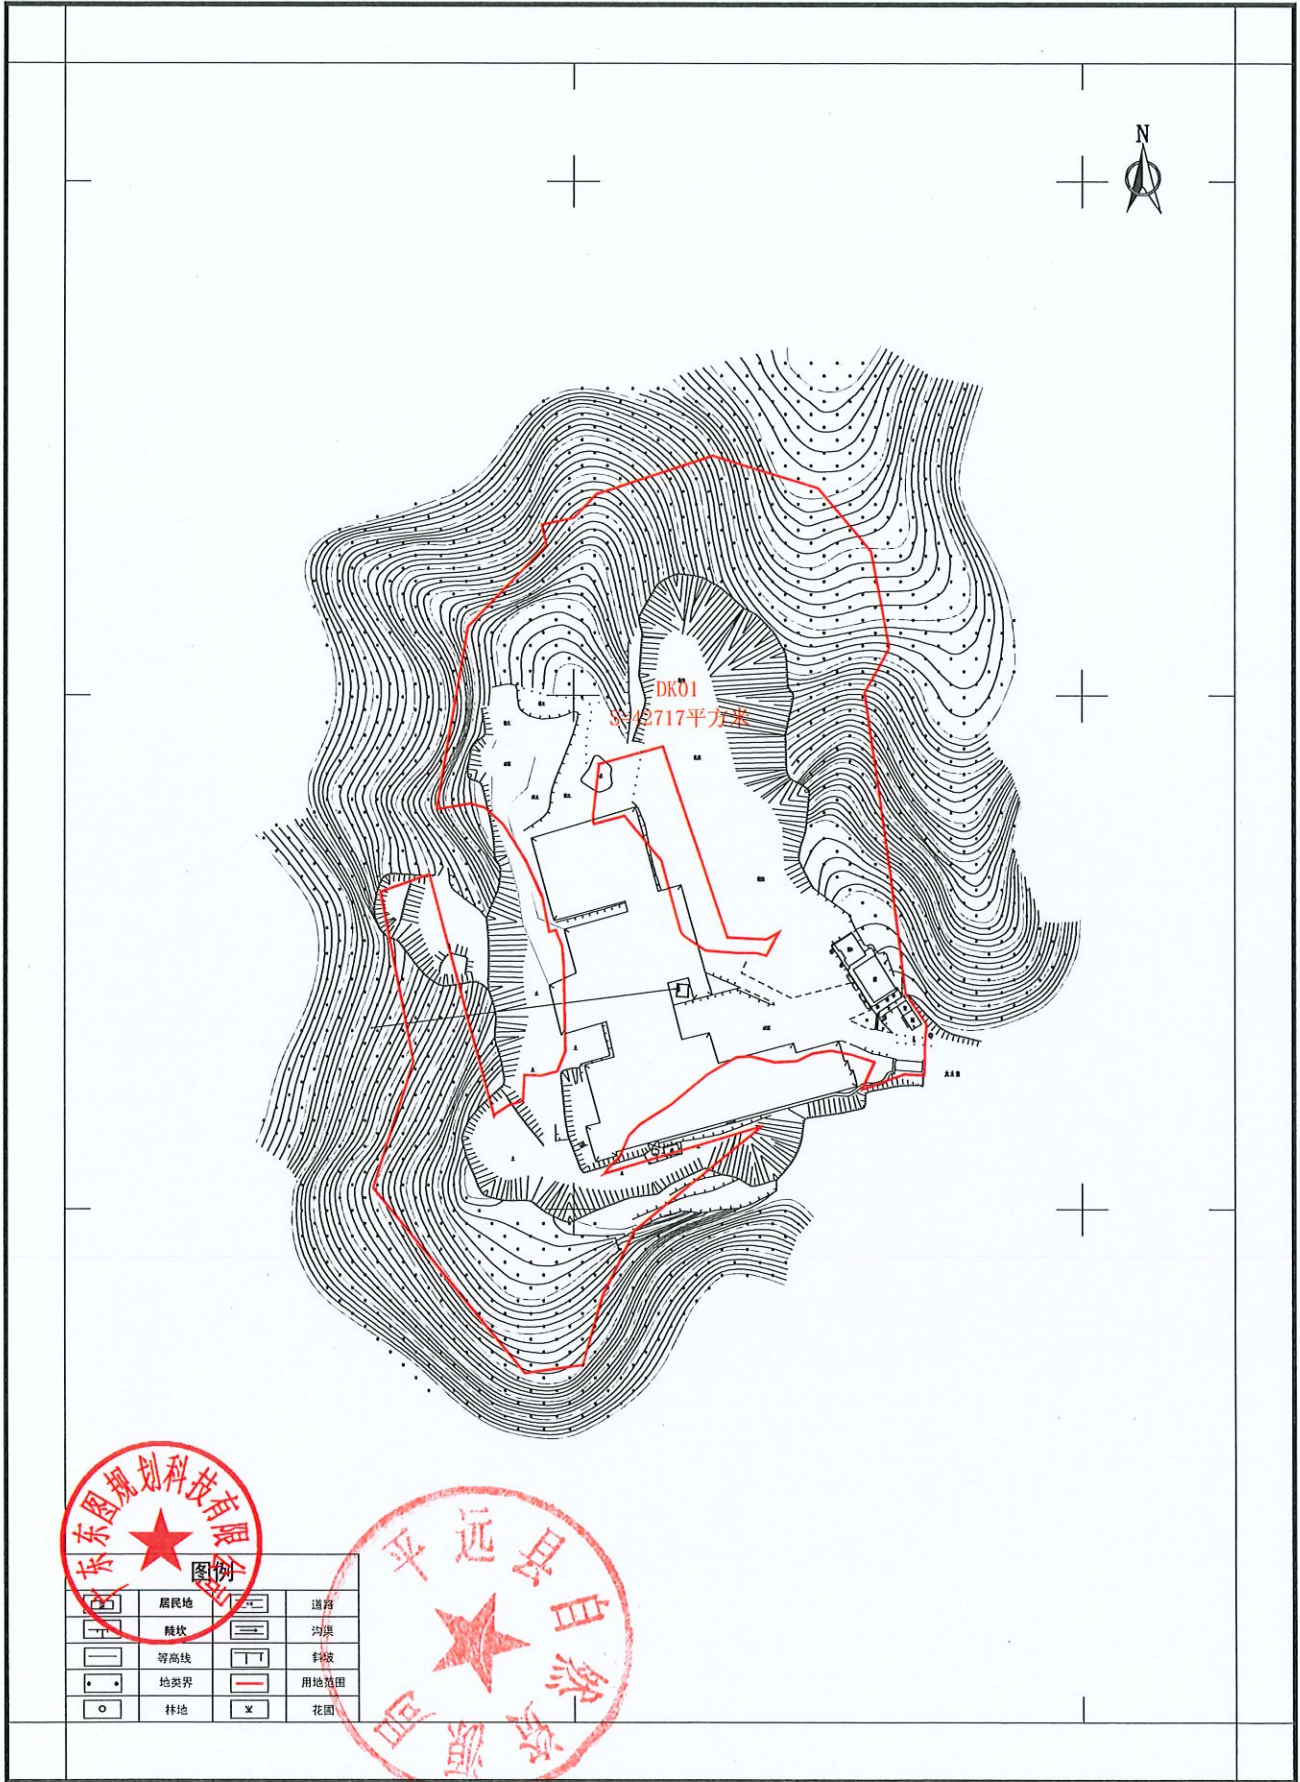 N
DK01
S=42717平方米
图例
居民地 道路
陡坎 沟渠
等高线 斜坡
地类界 用地范围
林地 花圃
广东东图规划科技有限公司
平远县自然资源局